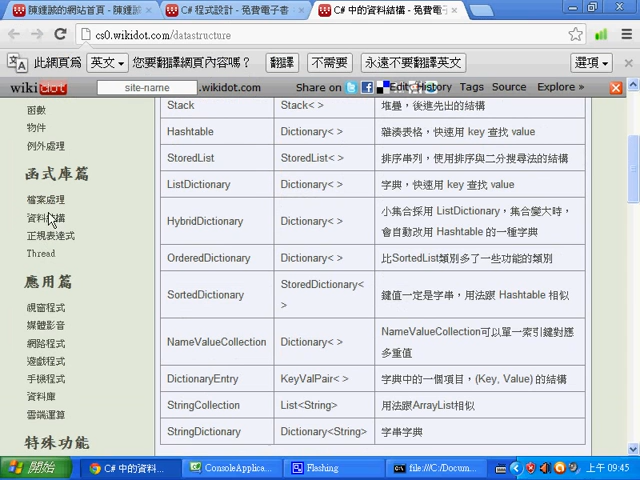 陳鍾誠的網站首頁 - 陳鍾誠
C# 程式設計 - 免費電子書
C# 中的資料結構 - 免費電子
cs0.wikidot.com/datastructure
此網頁為 英文 您要翻譯網頁內容嗎？ 翻譯 不需要 永遠不要翻譯英文 選項
wikidot site-name .wikidot.com Share on Edit History Tags Source Explore »
函數
物件
例外處理
函式庫篇
檔案處理
資料結構
正規表達式
Thread
應用篇
視窗程式
媒體影音
網路程式
遊戲程式
手機程式
資料庫
雲端運算
特殊功能
Stack Stack< > 堆疊，後進先出的結構
Hashtable Dictionary< > 雜湊表格，快速用 key 查找 value
StoredList StoredList< > 排序串列，使用排序與二分搜尋法的結構
ListDictionary Dictionary< > 字典，快速用 key 查找 value
HybridDictionary Dictionary< > 小集合採用 ListDictionary，集合變大時，
會自動改用 Hashtable 的一種字典
OrderedDictionary Dictionary< > 比SortedList類別多了一些功能的類別
SortedDictionary StoredDictionary< > 鍵值一定是字串，用法跟 Hashtable 相似
NameValueCollection Dictionary< > NameValueCollection可以單一索引鍵對應
多重值
DictionaryEntry KeyValPair< > 字典中的一個項目，(Key, Value) 的結構
StringCollection List<String> 用法跟ArrayList相似
StringDictionary Dictionary<String> 字串字典
開始 C# 中的資料... ConsoleApplica... Flashing file:///C:/Docum... 上午 09:45